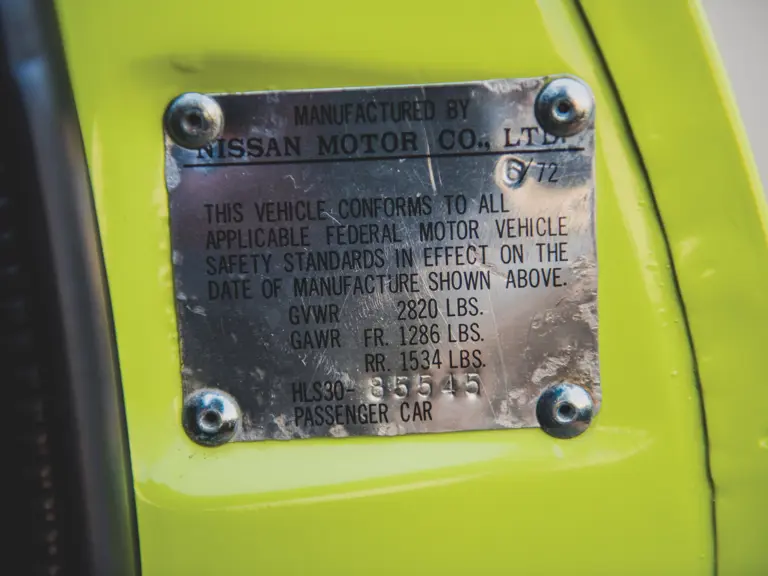 MANUFACTURED BY
NISSAN MOTOR CO., LTD.
6/72
THIS VEHICLE CONFORMS TO ALL
APPLICABLE FEDERAL MOTOR VEHICLE
SAFETY STANDARDS IN EFFECT ON THE
DATE OF MANUFACTURE SHOWN ABOVE.
GVWR 2820 LBS.
GAWR FR. 1286 LBS.
RR. 1534 LBS.
HLS30-85545
PASSENGER CAR